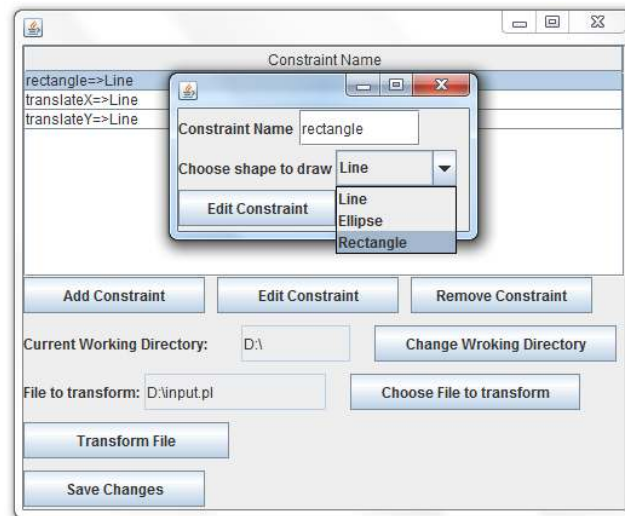 Constraint Name
rectangle=>Line
translateX=>Line
translateY=>Line
Constraint Name rectangle
Choose shape to draw Line
Line
Ellipse
Rectangle
Edit Constraint
Add Constraint Edit Constraint Remove Constraint
Current Working Directory: D:\ Change Wroking Directory
File to transform: D:\input.pl Choose File to transform
Transform File
Save Changes